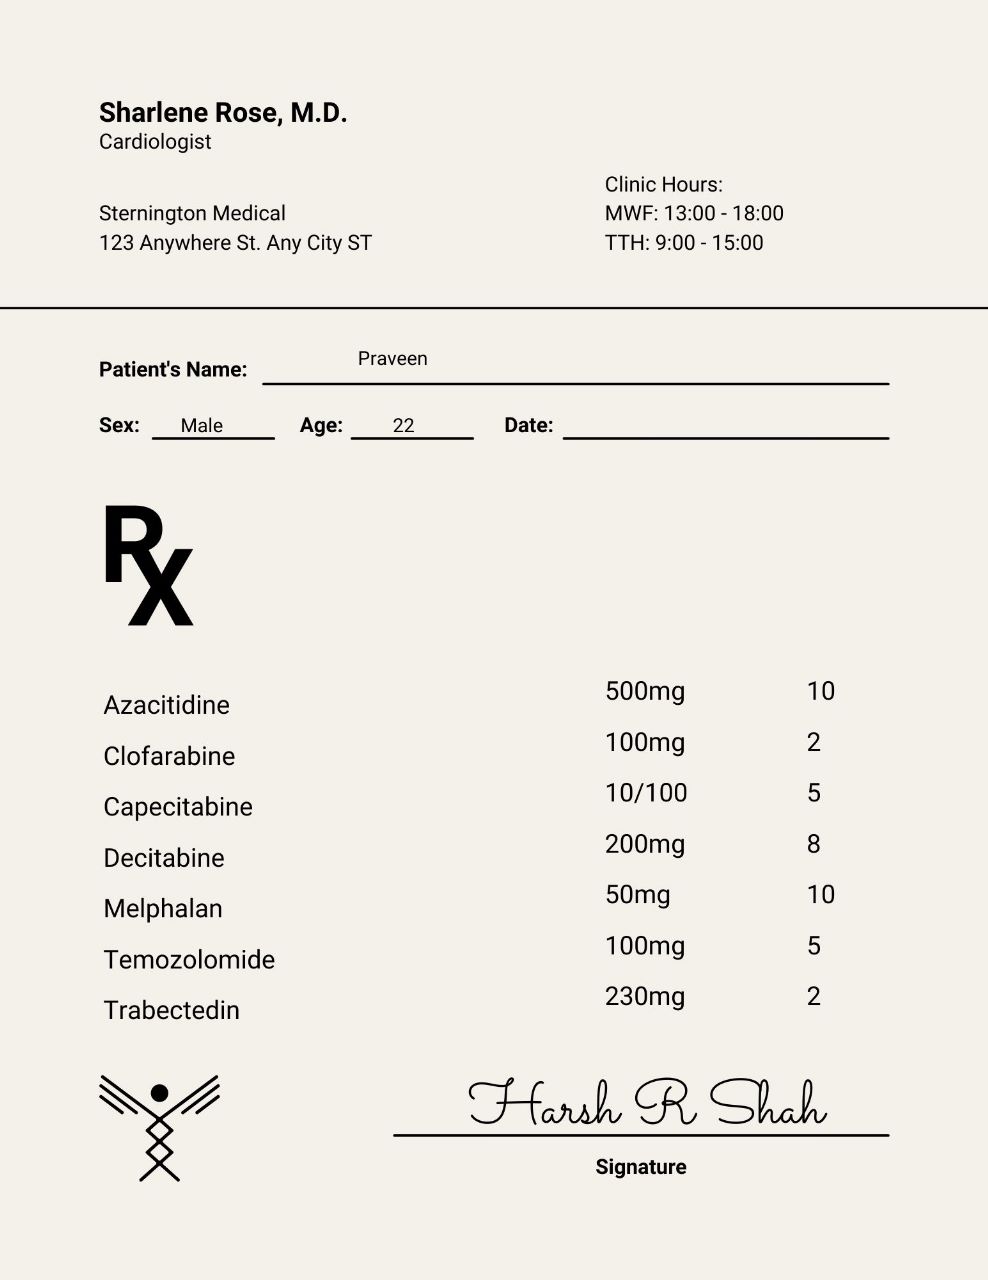 Sharlene Rose, M.D.
Cardiologist
Clinic Hours:
Sternington Medical MWF: 13:00 - 18:00
123 Anywhere St. Any City ST TTH: 9:00 - 15:00
Patient's Name: Praveen
Sex: Male Age: 22 Date:
Rx
Azacitidine 500mg 10
Clofarabine 100mg 2
Capecitabine 10/100 5
Decitabine 200mg 8
Melphalan 50mg 10
Temozolomide 100mg 5
Trabectedin 230mg 2
Harsh R Shah
Signature